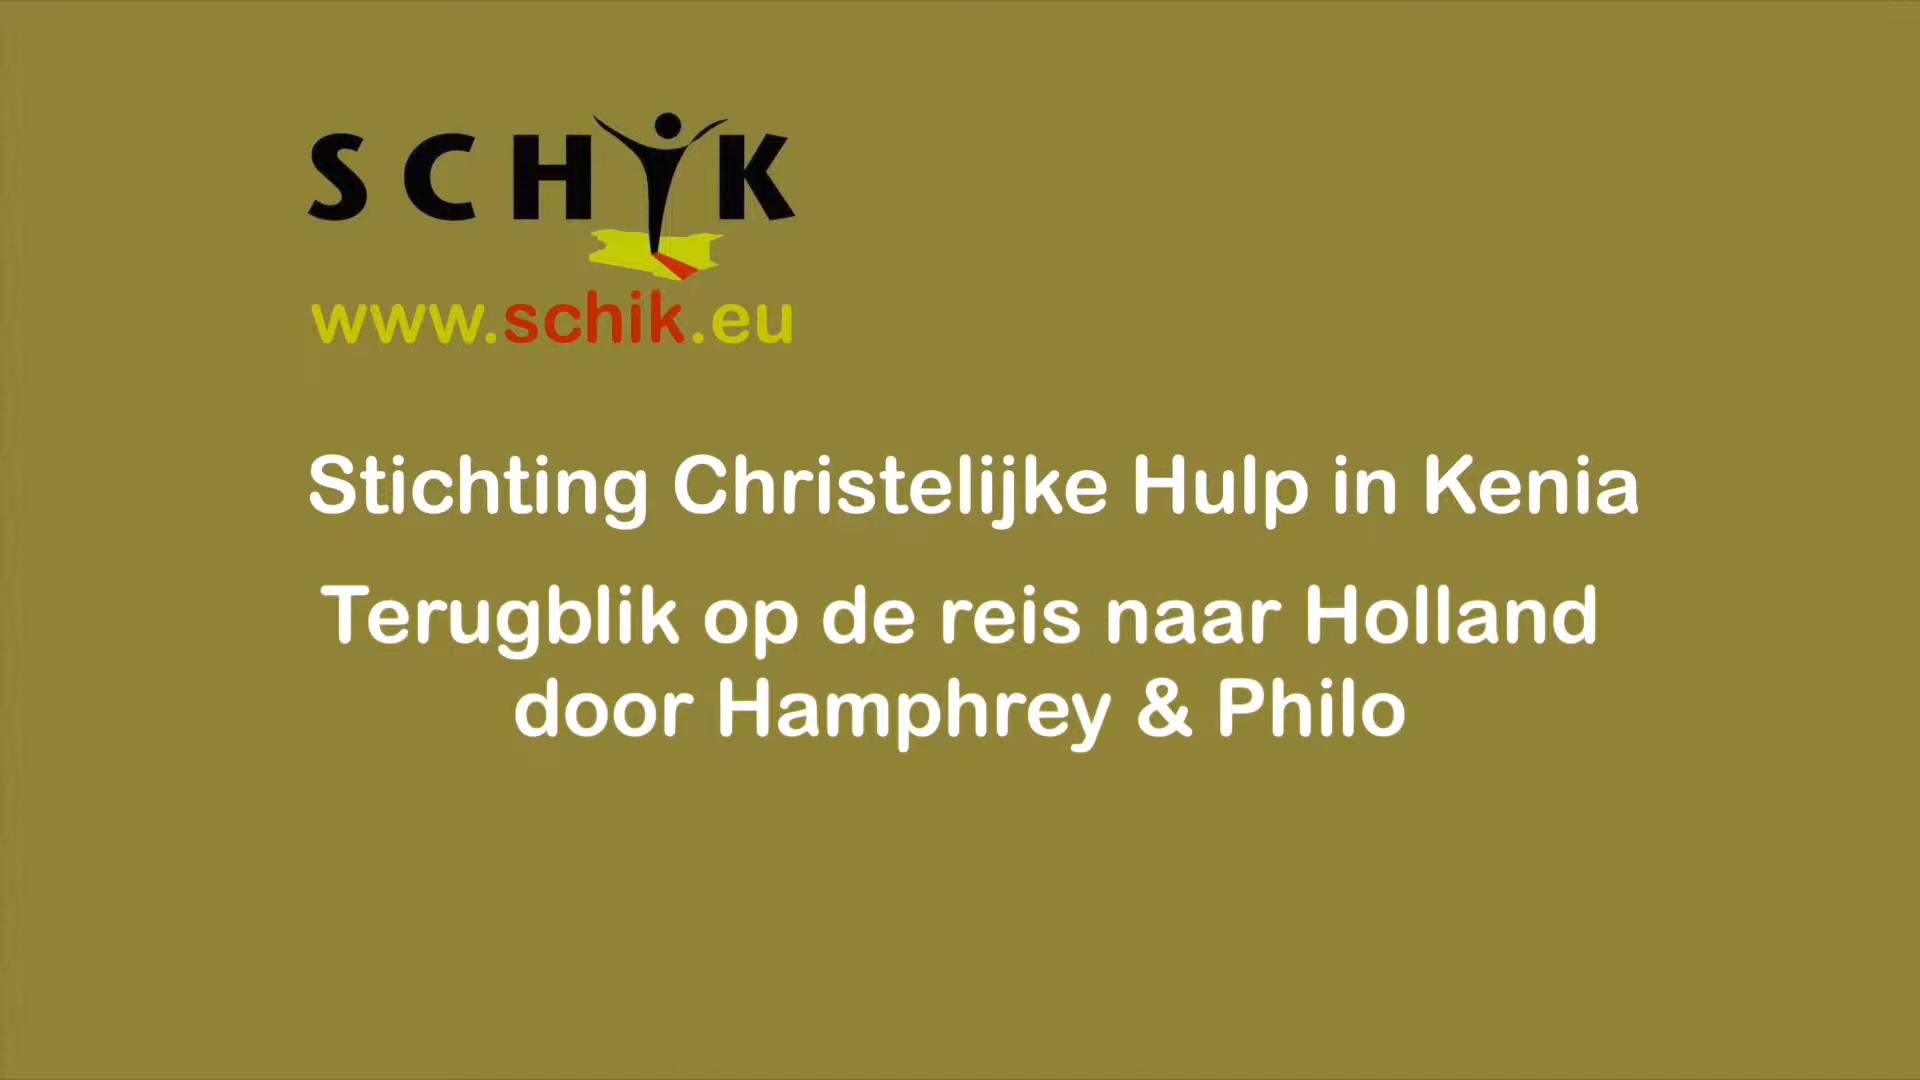 SCHIK
www.schik.eu
Stichting Christelijke Hulp in Kenia
Terugblik op de reis naar Holland
door Hamphrey & Philo